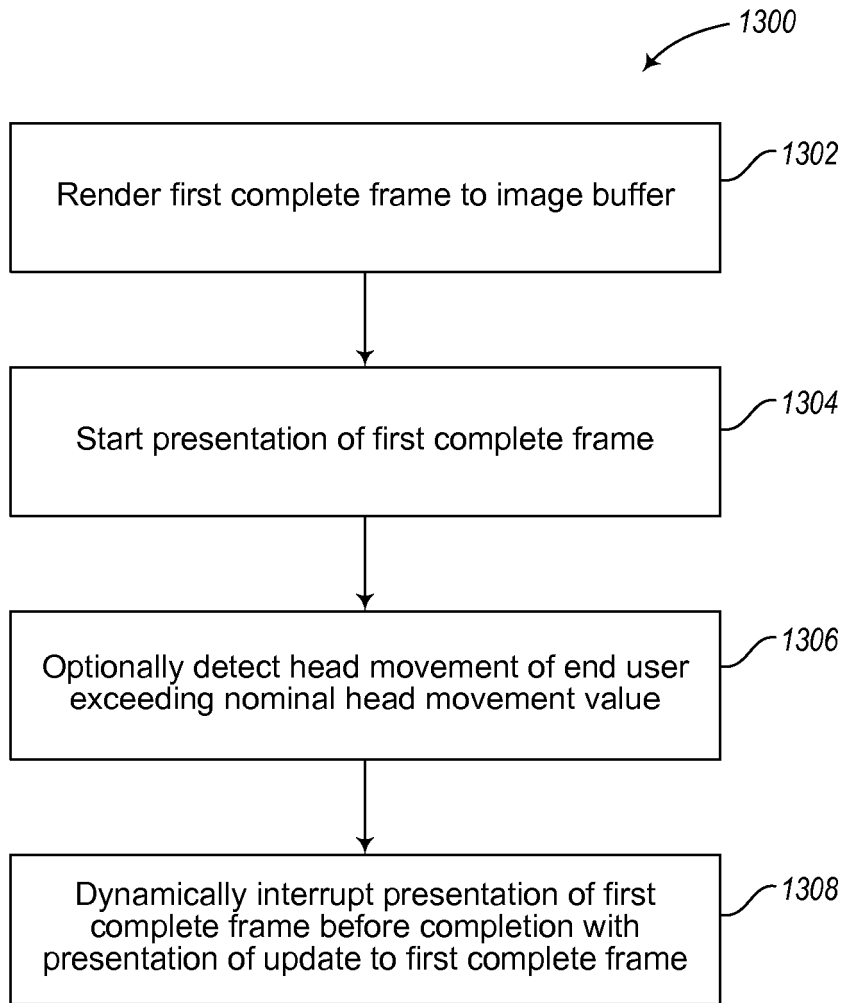 1300
1302
Render first complete frame to image buffer
1304
Start presentation of first complete frame
1306
Optionally detect head movement of end user
exceeding nominal head movement value
1308
Dynamically interrupt presentation of first
complete frame before completion with
presentation of update to first complete frame